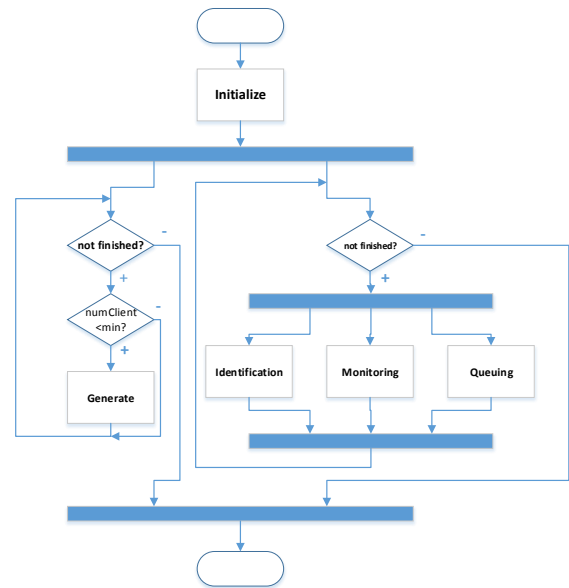 Initialize
not finished?
-
+
numClient
<min?
-
+
Generate
not finished?
-
+
Identification
Monitoring
Queuing